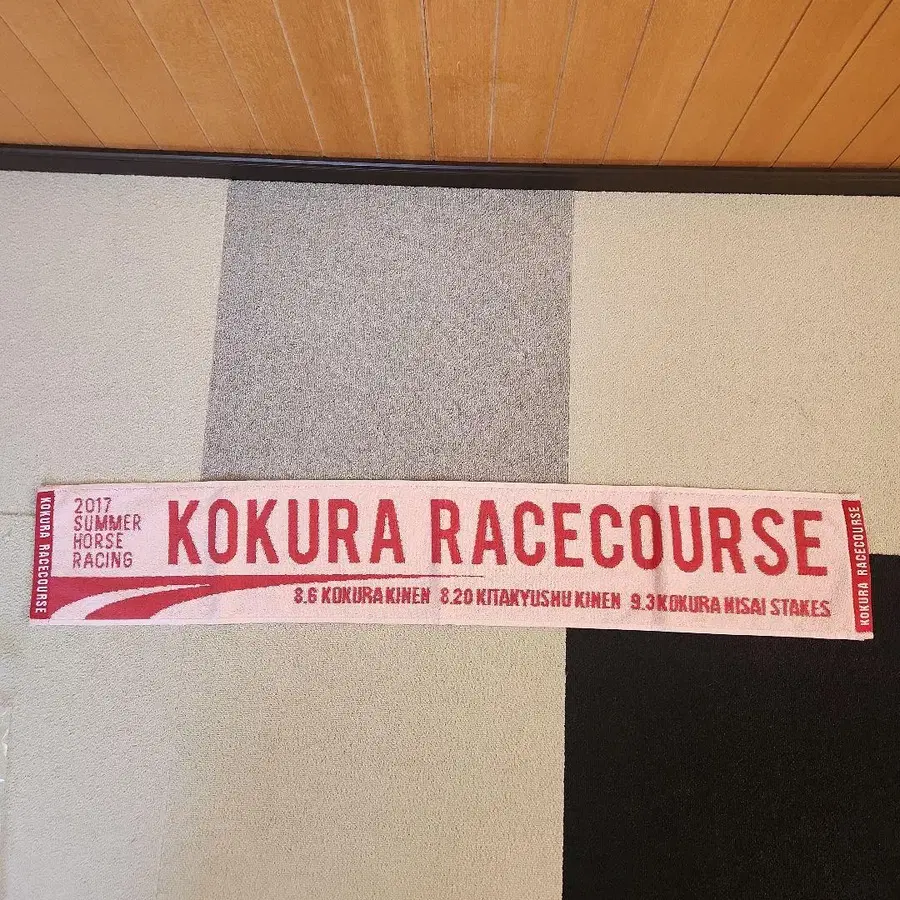 KOKURA RACECOURSE
2017
SUMMER
HORSE
RACING
KOKURA RACECOURSE
8.6 KOKURA KINEN 8.20 KITAKYUSHU KINEN 9.3 KOKURA NISAI STAKES
KOKURA RACECOURSE